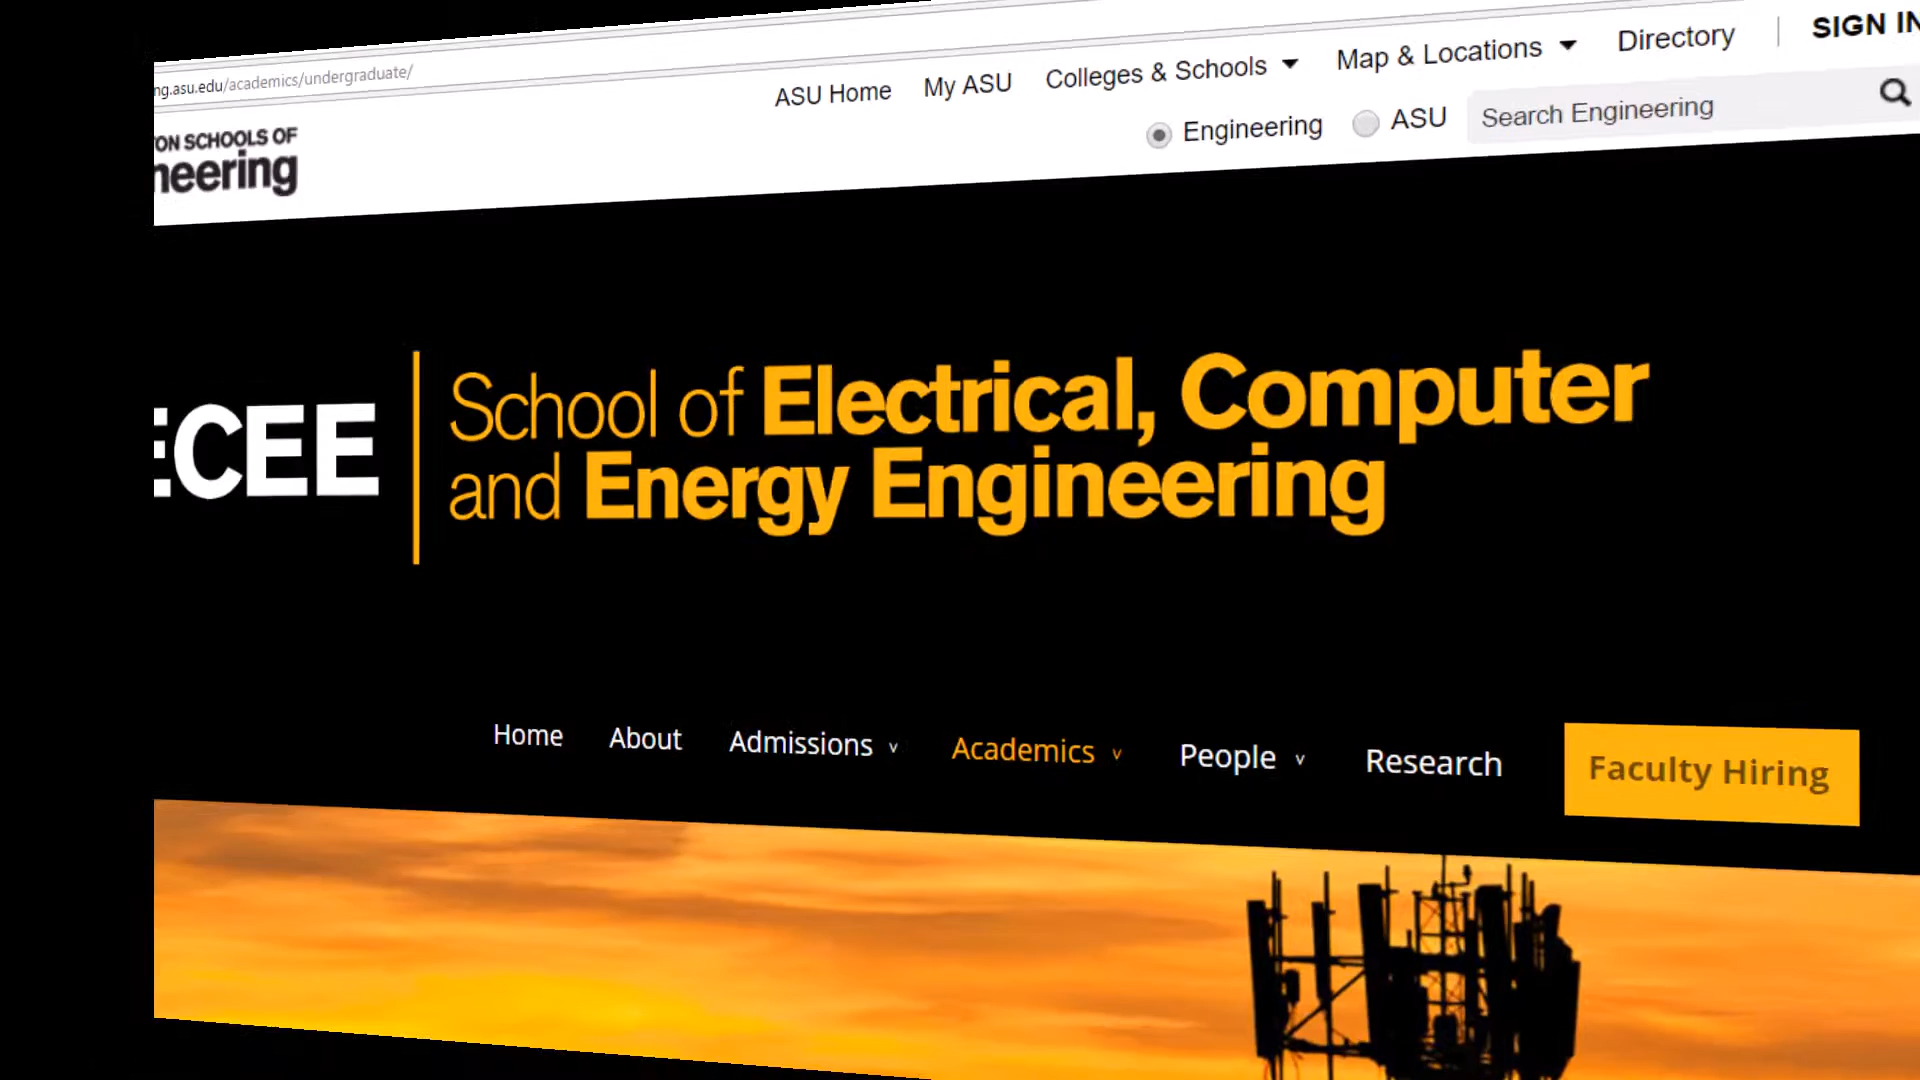 ng.asu.edu/academics/undergraduate/
ASU Home My ASU Colleges & Schools Map & Locations Directory SIGN IN
Engineering ASU Search Engineering
TON SCHOOLS OF
neering
ECEE
School of Electrical, Computer
and Energy Engineering
Home About Admissions v Academics v People v Research Faculty Hiring